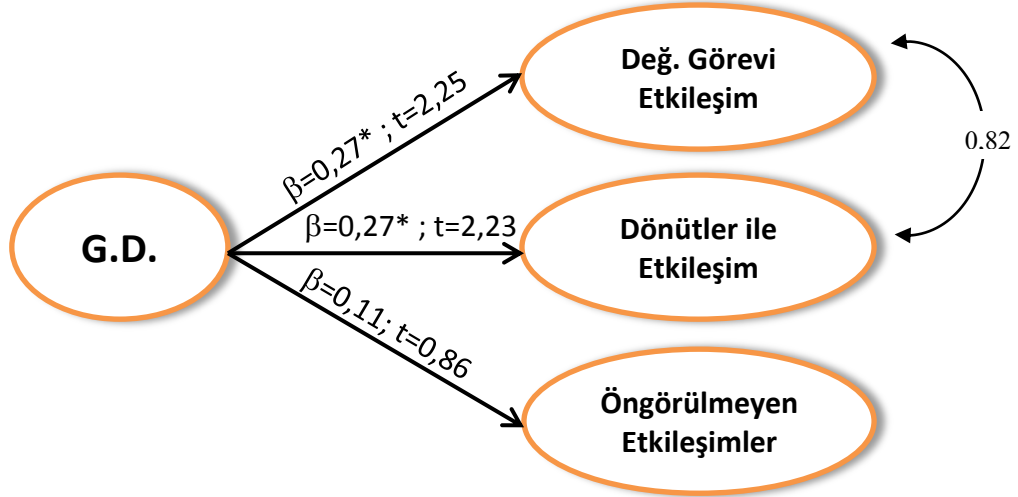 Değ. Görevi
Etkileşim
β=0,27* ; t=2,25
0.82
G.D.
β=0,27* ; t=2,23
Dönütler ile
Etkileşim
β=0,11; t=0,86
Öngörülmeyen
Etkileşimler